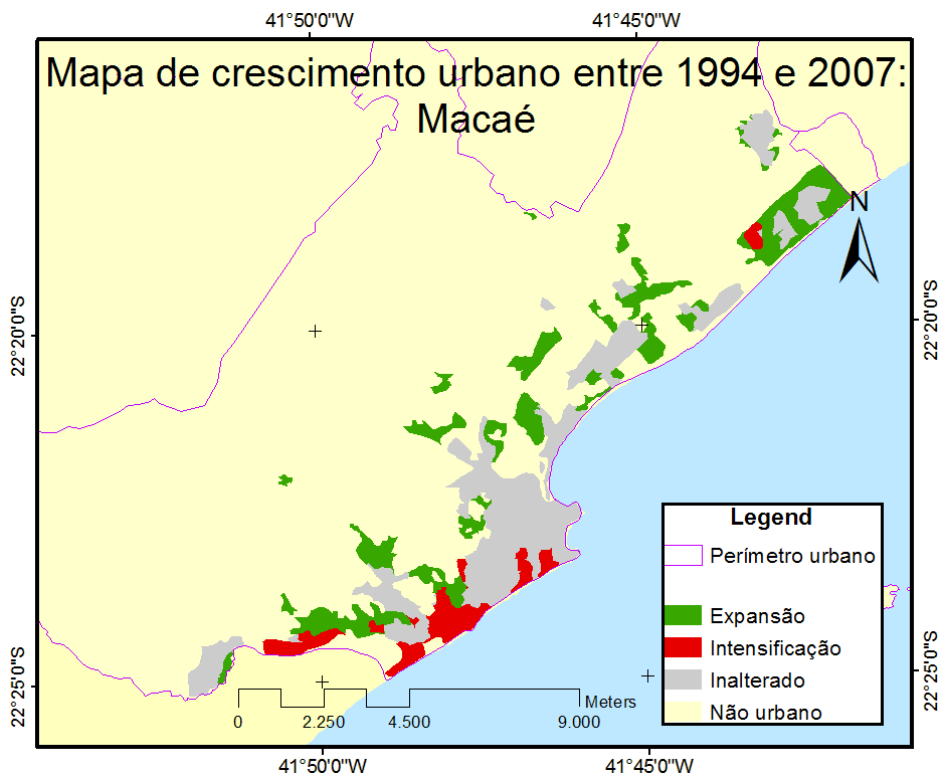 41°50'0"W 41°45'0"W
Mapa de crescimento urbano entre 1994 e 2007:
Macaé
N
22°20'0"S 22°20'0"S
Legend
Perímetro urbano
Expansão
Intensificação
Inalterado
Não urbano
22°25'0"S 22°25'0"S
Meters
0 2.250 4.500 9.000
41°50'0"W 41°45'0"W